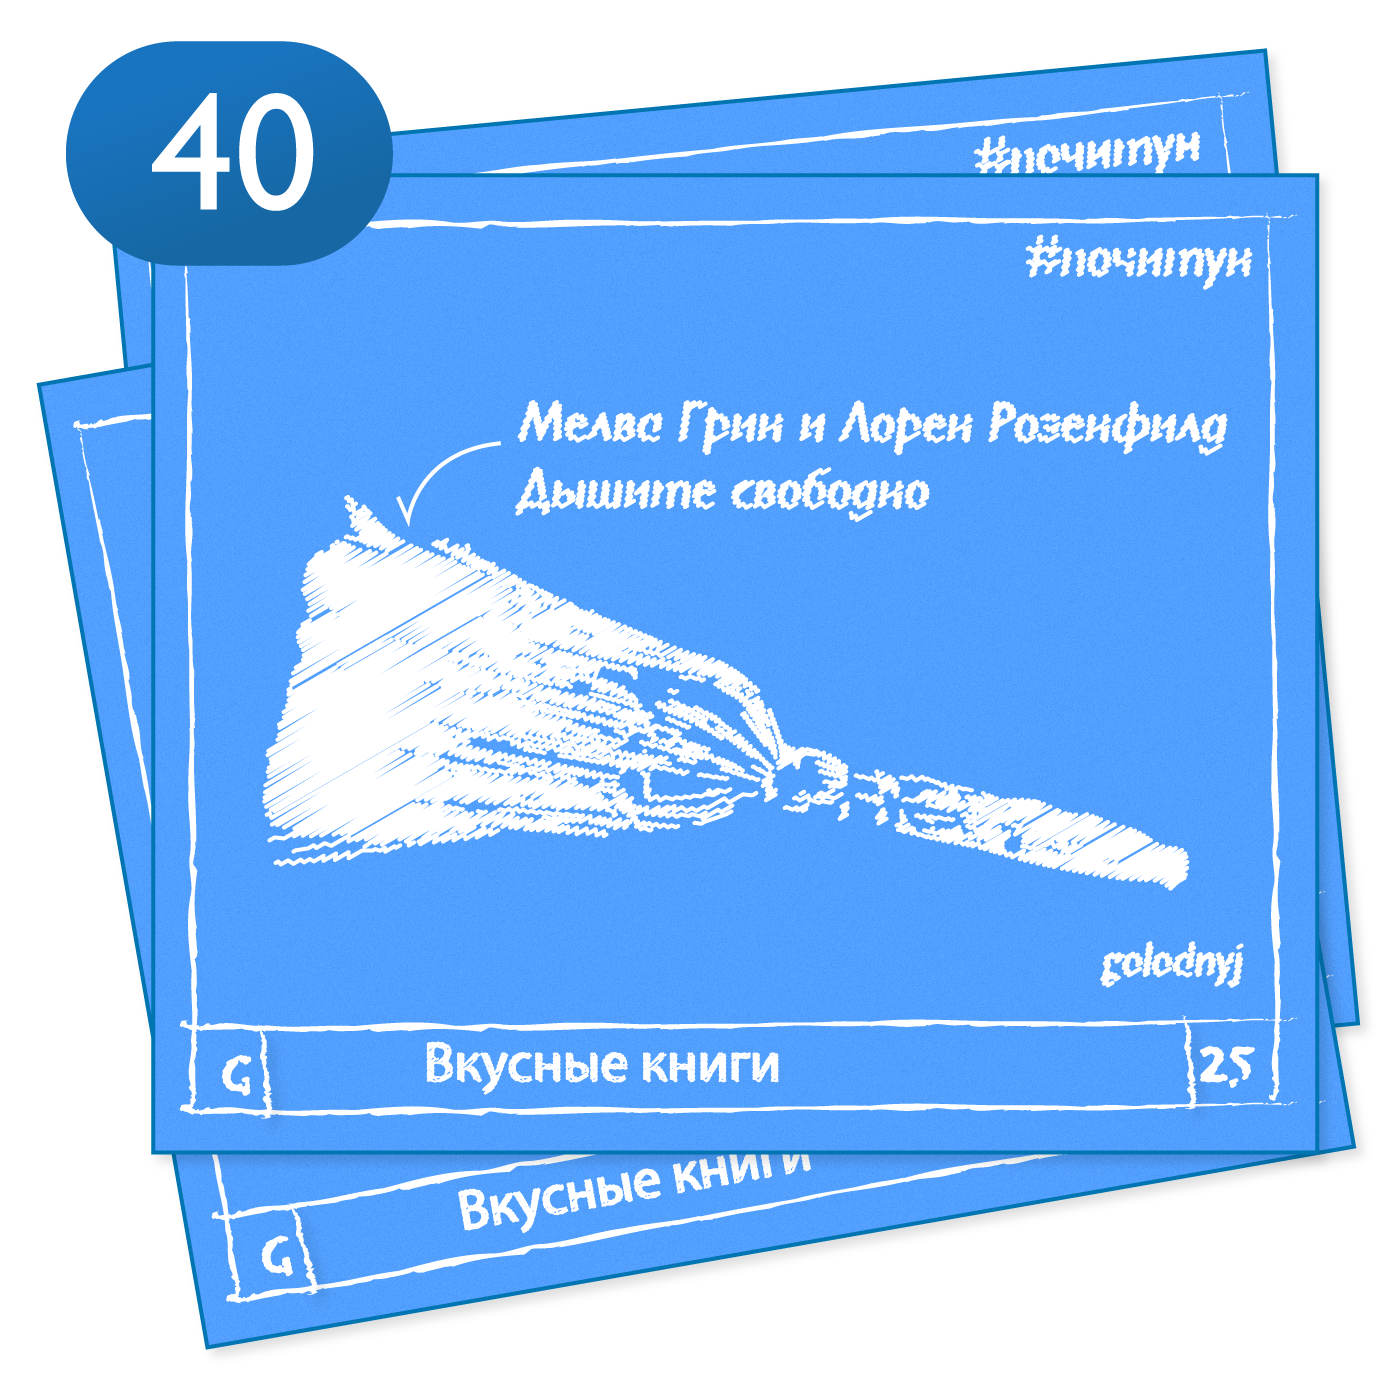 40
#почитун
#почитун
Мелва Грин и Лорен Розенфилд
Дышите свободно
golodnyj
G
Вкусные книги
25
Вкусные книги
G